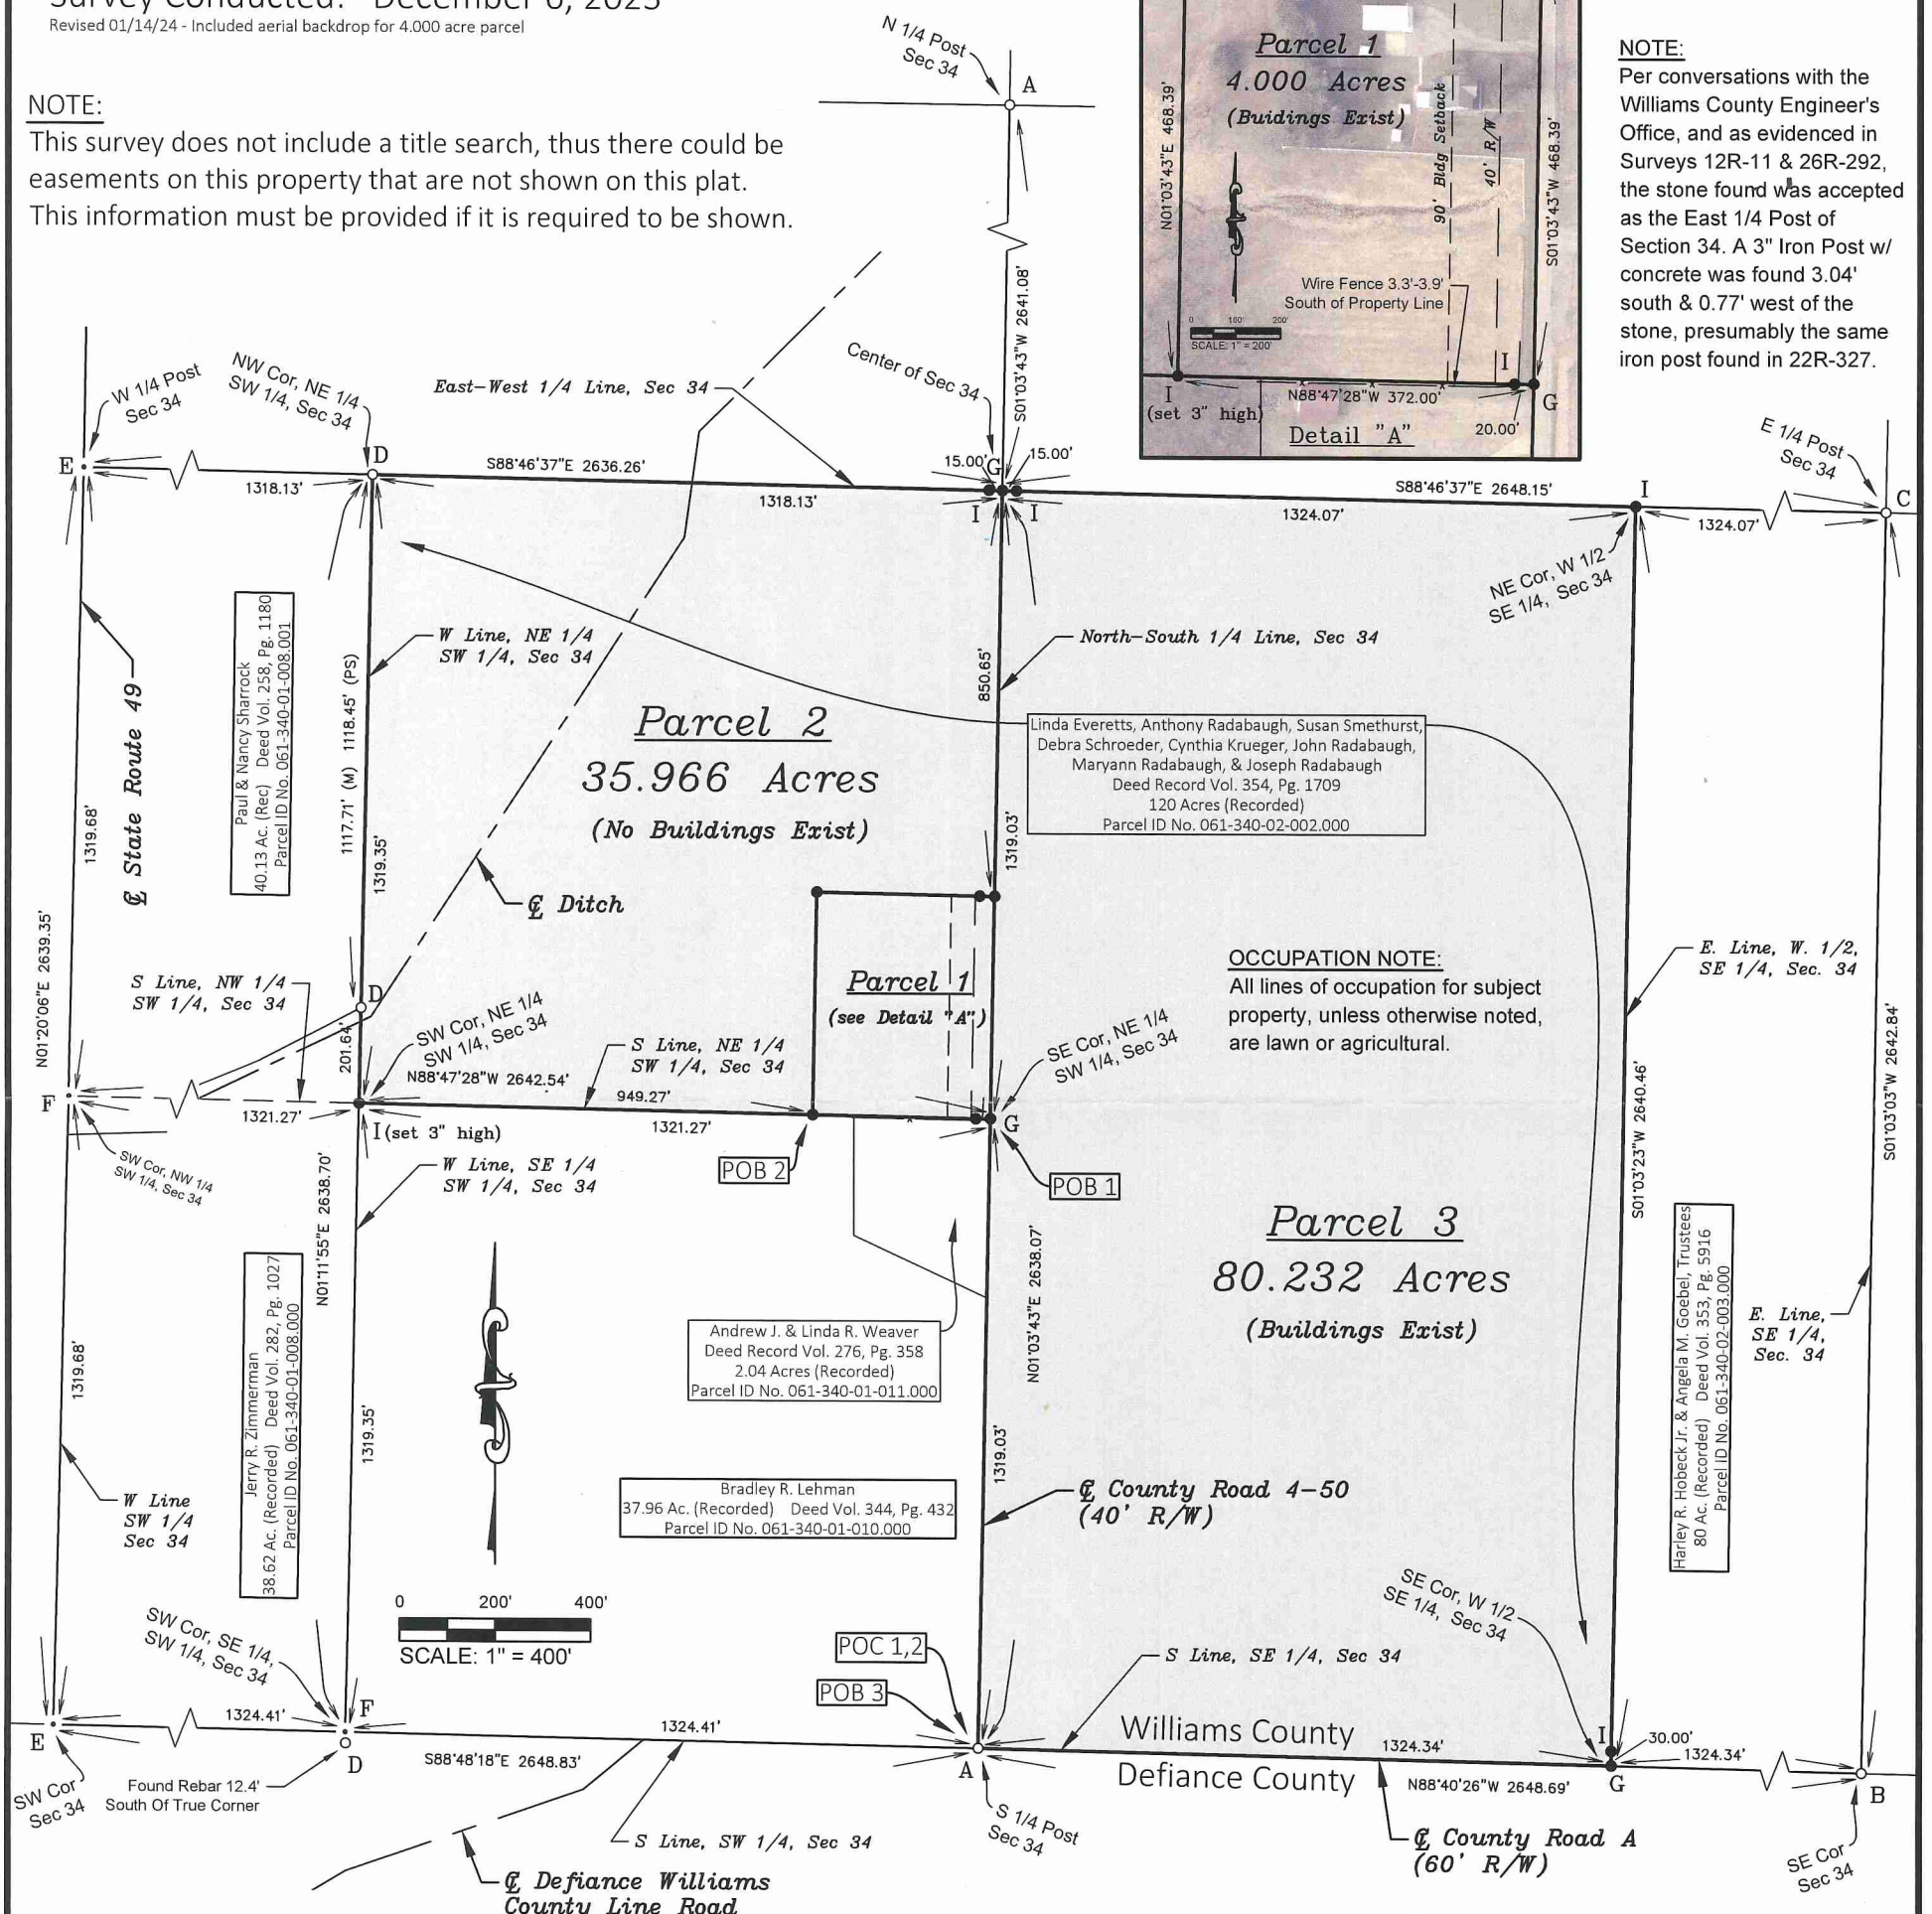 Survey Conducted: December 6, 2023
Revised 01/14/24 - Included aerial backdrop for 4.000 acre parcel
NOTE:
This survey does not include a title search, thus there could be
easements on this property that are not shown on this plat.
This information must be provided if it is required to be shown.
N 1/4 Post
Sec 34
A
Parcel 1
4.000 Acres
(Buidings Exist)
N01°03'43"E 468.39'
90' Bldg Setback
40' R/W
S01°03'43"W 468.39'
Wire Fence 3.3'-3.9'
South of Property Line
0 160' 200'
SCALE: 1" = 200'
I
(set 3" high)
N88°47'28"W 372.00'
I
G
20.00'
Detail "A"
NOTE:
Per conversations with the
Williams County Engineer's
Office, and as evidenced in
Surveys 12R-11 & 26R-292,
the stone found was accepted
as the East 1/4 Post of
Section 34. A 3" Iron Post w/
concrete was found 3.04'
south & 0.77' west of the
stone, presumably the same
iron post found in 22R-327.
S01°03'43"W 2641.08'
Center of Sec 34
East-West 1/4 Line, Sec 34
NW Cor, NE 1/4
SW 1/4, Sec 34
W 1/4 Post
Sec 34
E
D
S88°46'37"E 2636.26'
1318.13'
1318.13'
15.00'
G
15.00'
I
I
S88°46'37"E 2648.15'
1324.07'
I
1324.07'
E 1/4 Post
Sec 34
C
NE Cor, W 1/2
SE 1/4, Sec 34
Paul & Nancy Sharrock
40.13 Ac. (Rec) Deed Vol. 258, Pg. 1180
Parcel ID No. 061-340-01-008.001
₠ State Route 49
W Line, NE 1/4
SW 1/4, Sec 34
1117.71' (M) 1118.45' (PS)
1319.35'
1319.68'
N01°20'06"E 2639.35'
Parcel 2
35.966 Acres
(No Buildings Exist)
℄ Ditch
850.65'
North-South 1/4 Line, Sec 34
1319.03'
Linda Everetts, Anthony Radabaugh, Susan Smethurst,
Debra Schroeder, Cynthia Krueger, John Radabaugh,
Maryann Radabaugh, & Joseph Radabaugh
Deed Record Vol. 354, Pg. 1709
120 Acres (Recorded)
Parcel ID No. 061-340-02-002.000
Parcel 1
(see Detail "A")
OCCUPATION NOTE:
All lines of occupation for subject
property, unless otherwise noted,
are lawn or agricultural.
E. Line, W. 1/2,
SE 1/4, Sec. 34
S01°03'23"W 2640.46'
S01°03'03"W 2642.84'
S Line, NW 1/4
SW 1/4, Sec 34
D
201.64'
SW Cor, NE 1/4
SW 1/4, Sec 34
S Line, NE 1/4
SW 1/4, Sec 34
N88°47'28"W 2642.54'
949.27'
SE Cor, NE 1/4
SW 1/4, Sec 34
F
1321.27'
I (set 3" high)
1321.27'
G
POB 2
POB 1
SW Cor, NW 1/4
SW 1/4, Sec 34
W Line, SE 1/4
SW 1/4, Sec 34
N01°11'55"E 2638.70'
Jerry R. Zimmerman
38.62 Ac. (Recorded) Deed Vol. 282, Pg. 1027
Parcel ID No. 061-340-01-008.000
1319.68'
1319.35'
N01°03'43"E 2638.07'
Andrew J. & Linda R. Weaver
Deed Record Vol. 276, Pg. 358
2.04 Acres (Recorded)
Parcel ID No. 061-340-01-011.000
Parcel 3
80.232 Acres
(Buildings Exist)
Harley R. Hobeck Jr. & Angela M. Goebel, Trustees
80 Ac. (Recorded) Deed Vol. 353, Pg. 5916
Parcel ID No. 061-340-02-003.000
E. Line,
SE 1/4,
Sec. 34
1319.03'
Bradley R. Lehman
37.96 Ac. (Recorded) Deed Vol. 344, Pg. 432
Parcel ID No. 061-340-01-010.000
℄ County Road 4-50
(40' R/W)
W Line
SW 1/4
Sec 34
0 200' 400'
SCALE: 1" = 400'
SW Cor, SE 1/4,
SW 1/4, Sec 34
POC 1,2
POB 3
S Line, SE 1/4, Sec 34
SE Cor, W 1/2
SE 1/4, Sec 34
E
1324.41'
F
D
1324.41'
S88°48'18"E 2648.83'
A
Williams County
Defiance County
1324.34'
I
30.00'
G
1324.34'
N88°40'26"W 2648.69'
B
SW Cor
Sec 34
Found Rebar 12.4'
South Of True Corner
S 1/4 Post
Sec 34
S Line, SW 1/4, Sec 34
℄ County Road A
(60' R/W)
SE Cor
Sec 34
℄ Defiance Williams
County Line Road